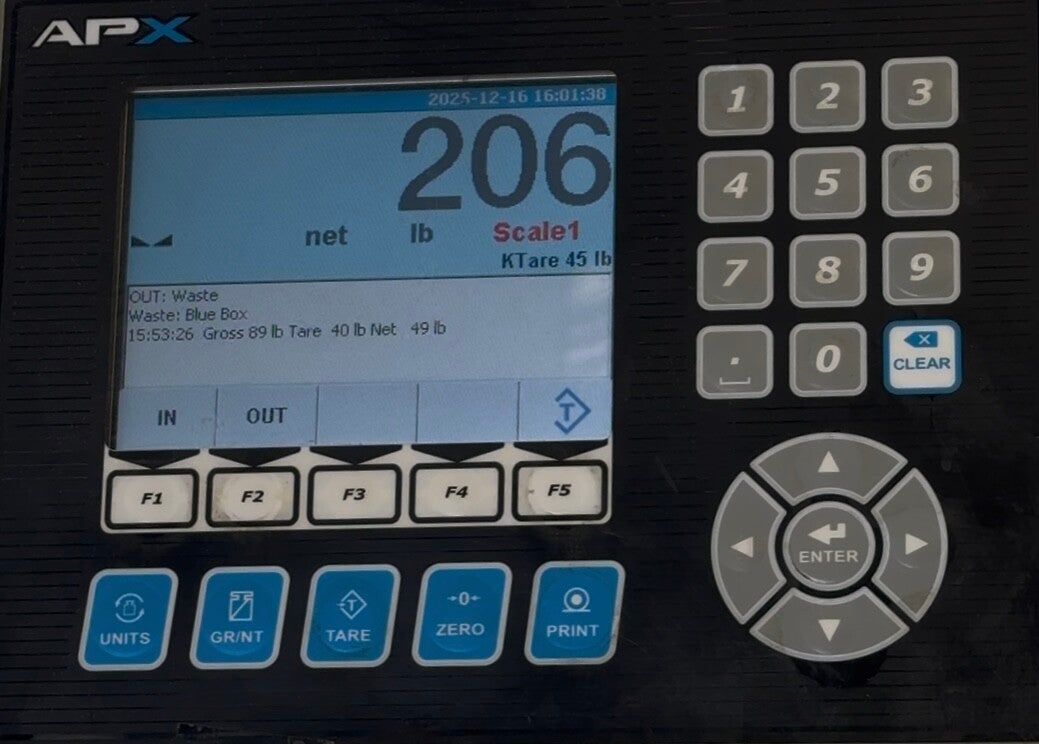 APX
2025-12-16 16:01:38
206
net lb Scale1
KTare 45 lb
OUT: Waste
Waste: Blue Box
15:53:26 Gross 89 lb Tare 40 lb Net 49 lb
IN OUT T
F1 F2 F3 F4 F5
UNITS GR/NT TARE ZERO PRINT
1 2 3
4 5 6
7 8 9
. 0 CLEAR
ENTER